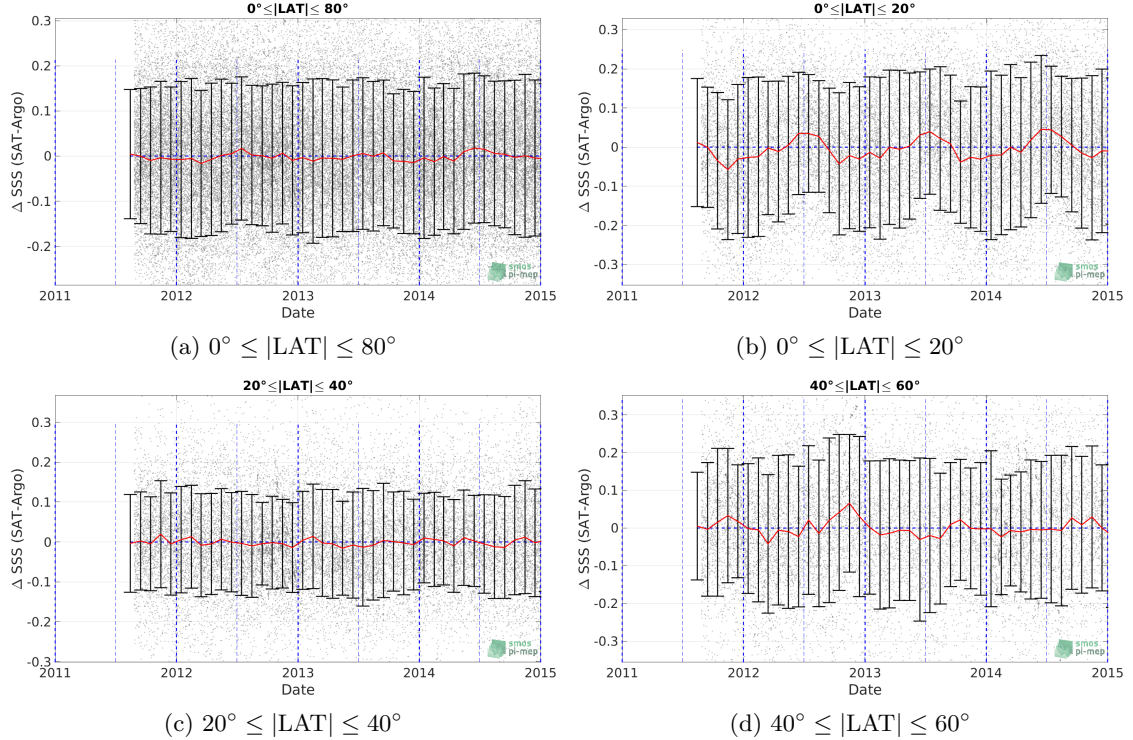 0°≤|LAT|≤ 80°
Δ SSS (SAT-Argo)
0.2
0.1
0
-0.1
-0.2
2011 2012 2013 2014 2015
Date
smos
pi-mep
(a) 0° ≤ |LAT| ≤ 80°
0°≤|LAT|≤ 20°
Δ SSS (SAT-Argo)
0.3
0.2
0.1
0
-0.1
-0.2
-0.3
2011 2012 2013 2014 2015
Date
smos
pi-mep
(b) 0° ≤ |LAT| ≤ 20°
20°≤|LAT|≤ 40°
Δ SSS (SAT-Argo)
0.3
0.2
0.1
0
-0.1
-0.2
-0.3
2011 2012 2013 2014 2015
Date
smos
pi-mep
(c) 20° ≤ |LAT| ≤ 40°
40°≤|LAT|≤ 60°
Δ SSS (SAT-Argo)
0.3
0.2
0.1
0
-0.1
-0.2
-0.3
2011 2012 2013 2014 2015
Date
smos
pi-mep
(d) 40° ≤ |LAT| ≤ 60°